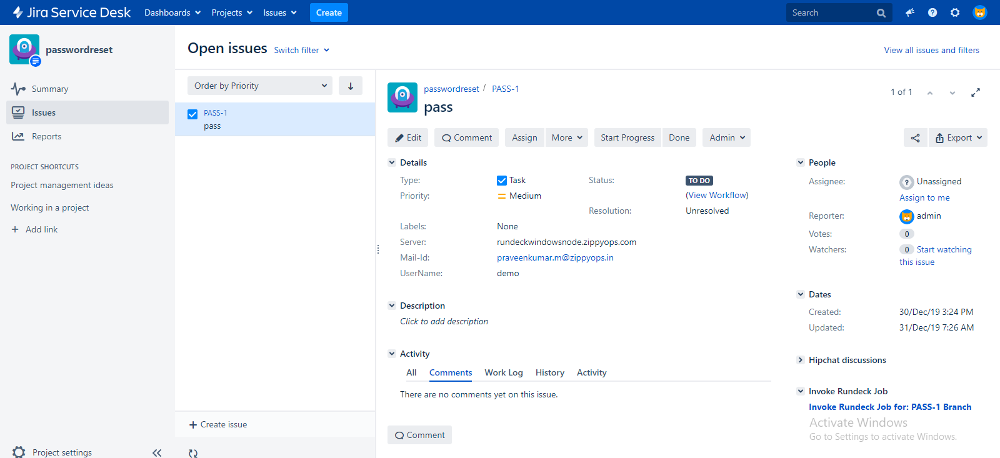 Jira Service Desk Dashboards Projects Issues Create Search
passwordreset
Summary
Issues
Reports
PROJECT SHORTCUTS
Project management ideas
Working in a project
+ Add link
Project settings
Open issues Switch filter View all issues and filters
Order by Priority
PASS-1
pass
+ Create issue
passwordreset / PASS-1
pass
1 of 1
Edit Comment Assign More Start Progress Done Admin Export
Details
Type: Task Status: TO DO
Priority: Medium (View Workflow)
Resolution: Unresolved
Labels: None
Server: rundeckwindowsnode.zippyops.com
Mail-Id: praveenkumar.m@zippyops.in
UserName: demo
Description
Click to add description
Activity
All Comments Work Log History Activity
There are no comments yet on this issue.
Comment
People
Assignee: Unassigned
Assign to me
Reporter: admin
Votes: 0
Watchers: 0 Start watching
this issue
Dates
Created: 30/Dec/19 3:24 PM
Updated: 31/Dec/19 7:26 AM
Hipchat discussions
Invoke Rundeck Job
Invoke Rundeck Job for: PASS-1 Branch
Activate Windows
Go to Settings to activate Windows.